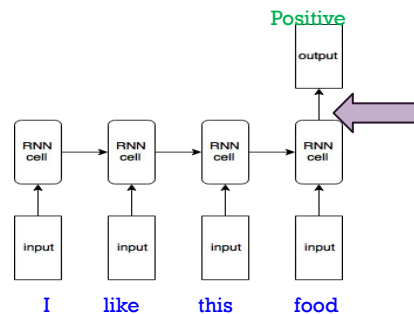 Positive
output
RNN cell
RNN cell
RNN cell
RNN cell
input
input
input
input
I like this food